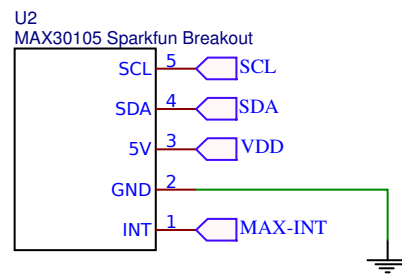 U2
MAX30105 Sparkfun Breakout
SCL 5 SCL
SDA 4 SDA
5V 3 VDD
GND 2
INT 1 MAX-INT